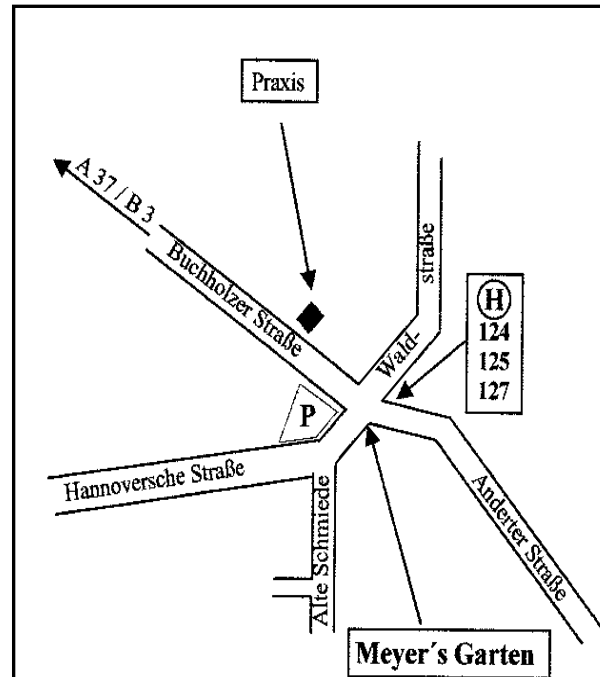 Praxis
A 37 / B 3
Buchholzer Straße
Wald-
straße
H
124
125
127
P
Hannoversche Straße
Alte Schmiede
Anderter Straße
Meyer´s Garten